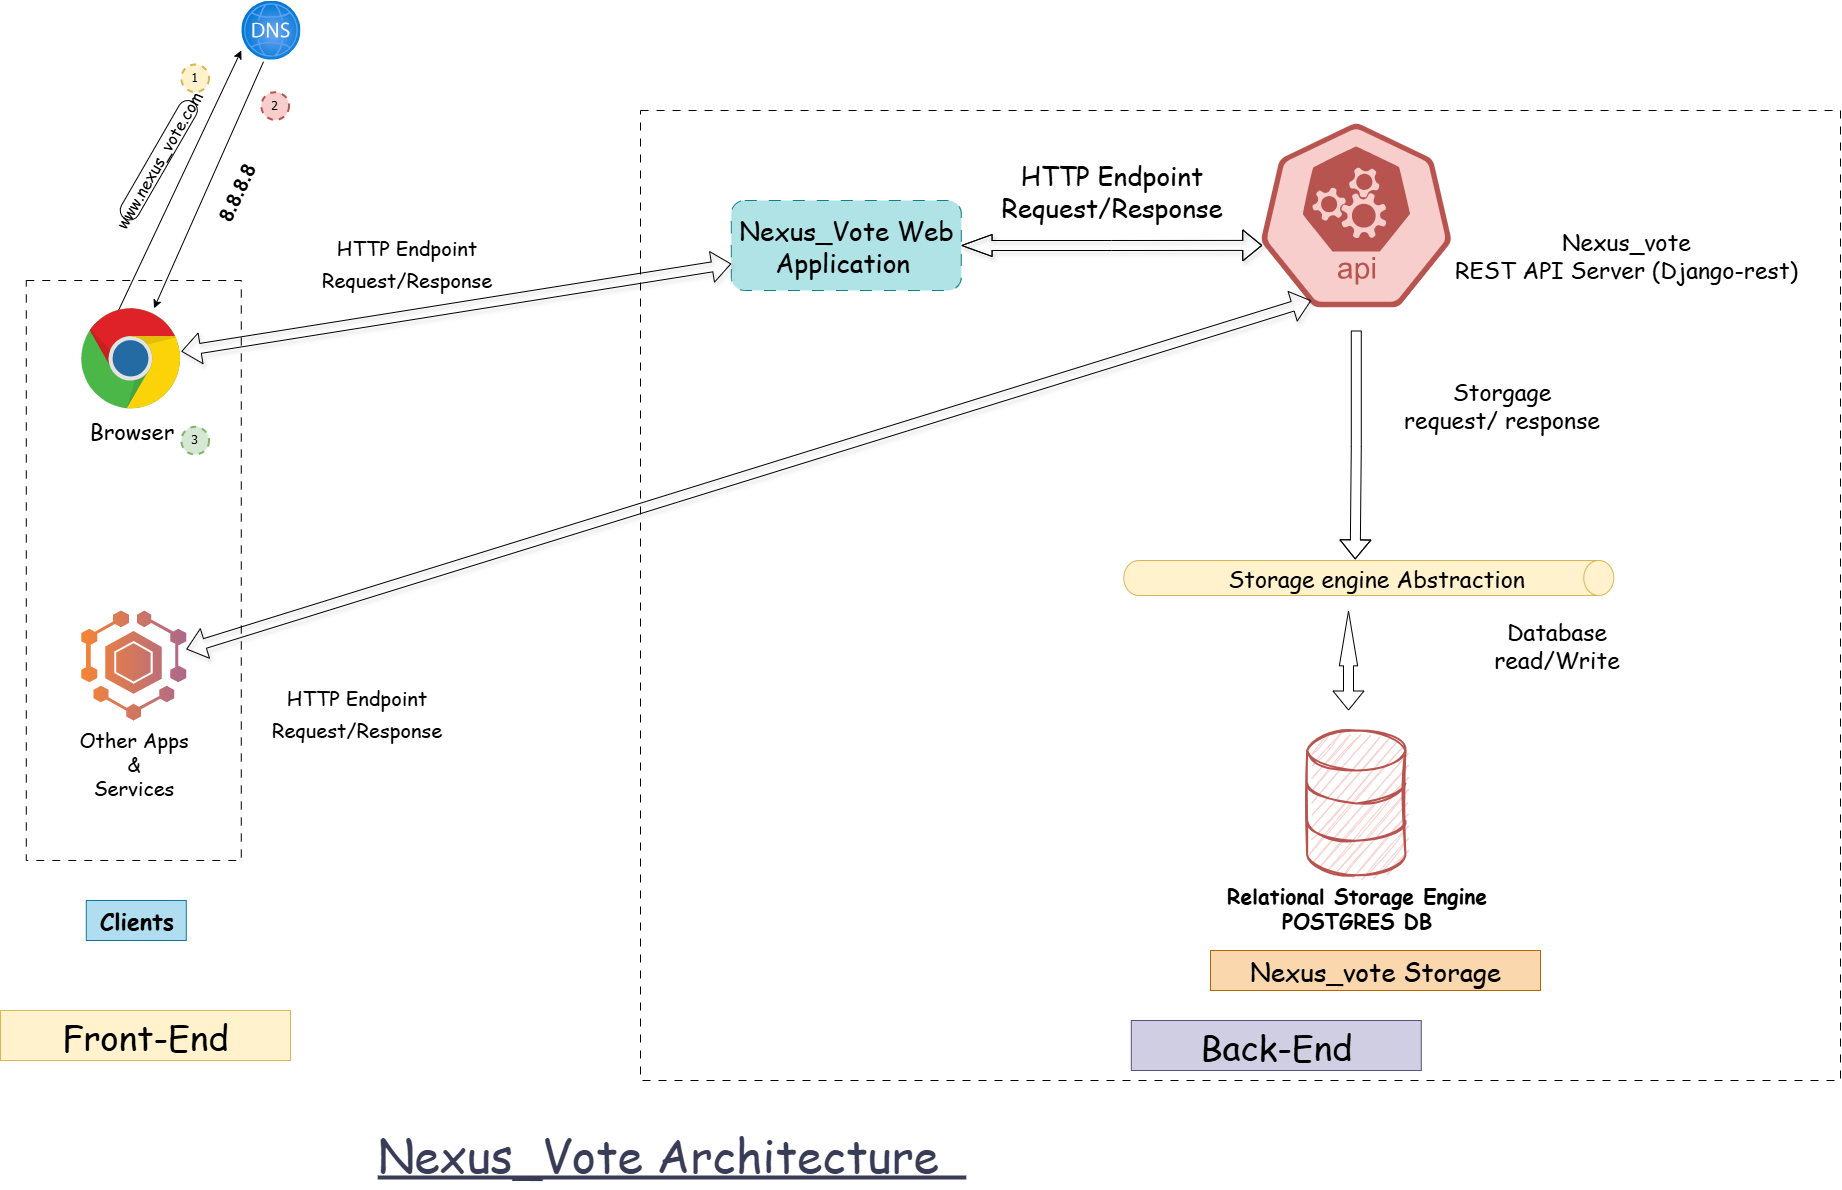 DNS
1
2
www.nexus_vote.com
8.8.8.8
HTTP Endpoint
Request/Response
Nexus_Vote Web
Application
HTTP Endpoint
Request/Response
api
Nexus_vote
REST API Server (Django-rest)
Browser
3
Storgage
request/ response
Storage engine Abstraction
Database
read/Write
Other Apps
&
Services
HTTP Endpoint
Request/Response
Relational Storage Engine
POSTGRES DB
Clients
Nexus_vote Storage
Front-End
Back-End
Nexus_Vote Architecture